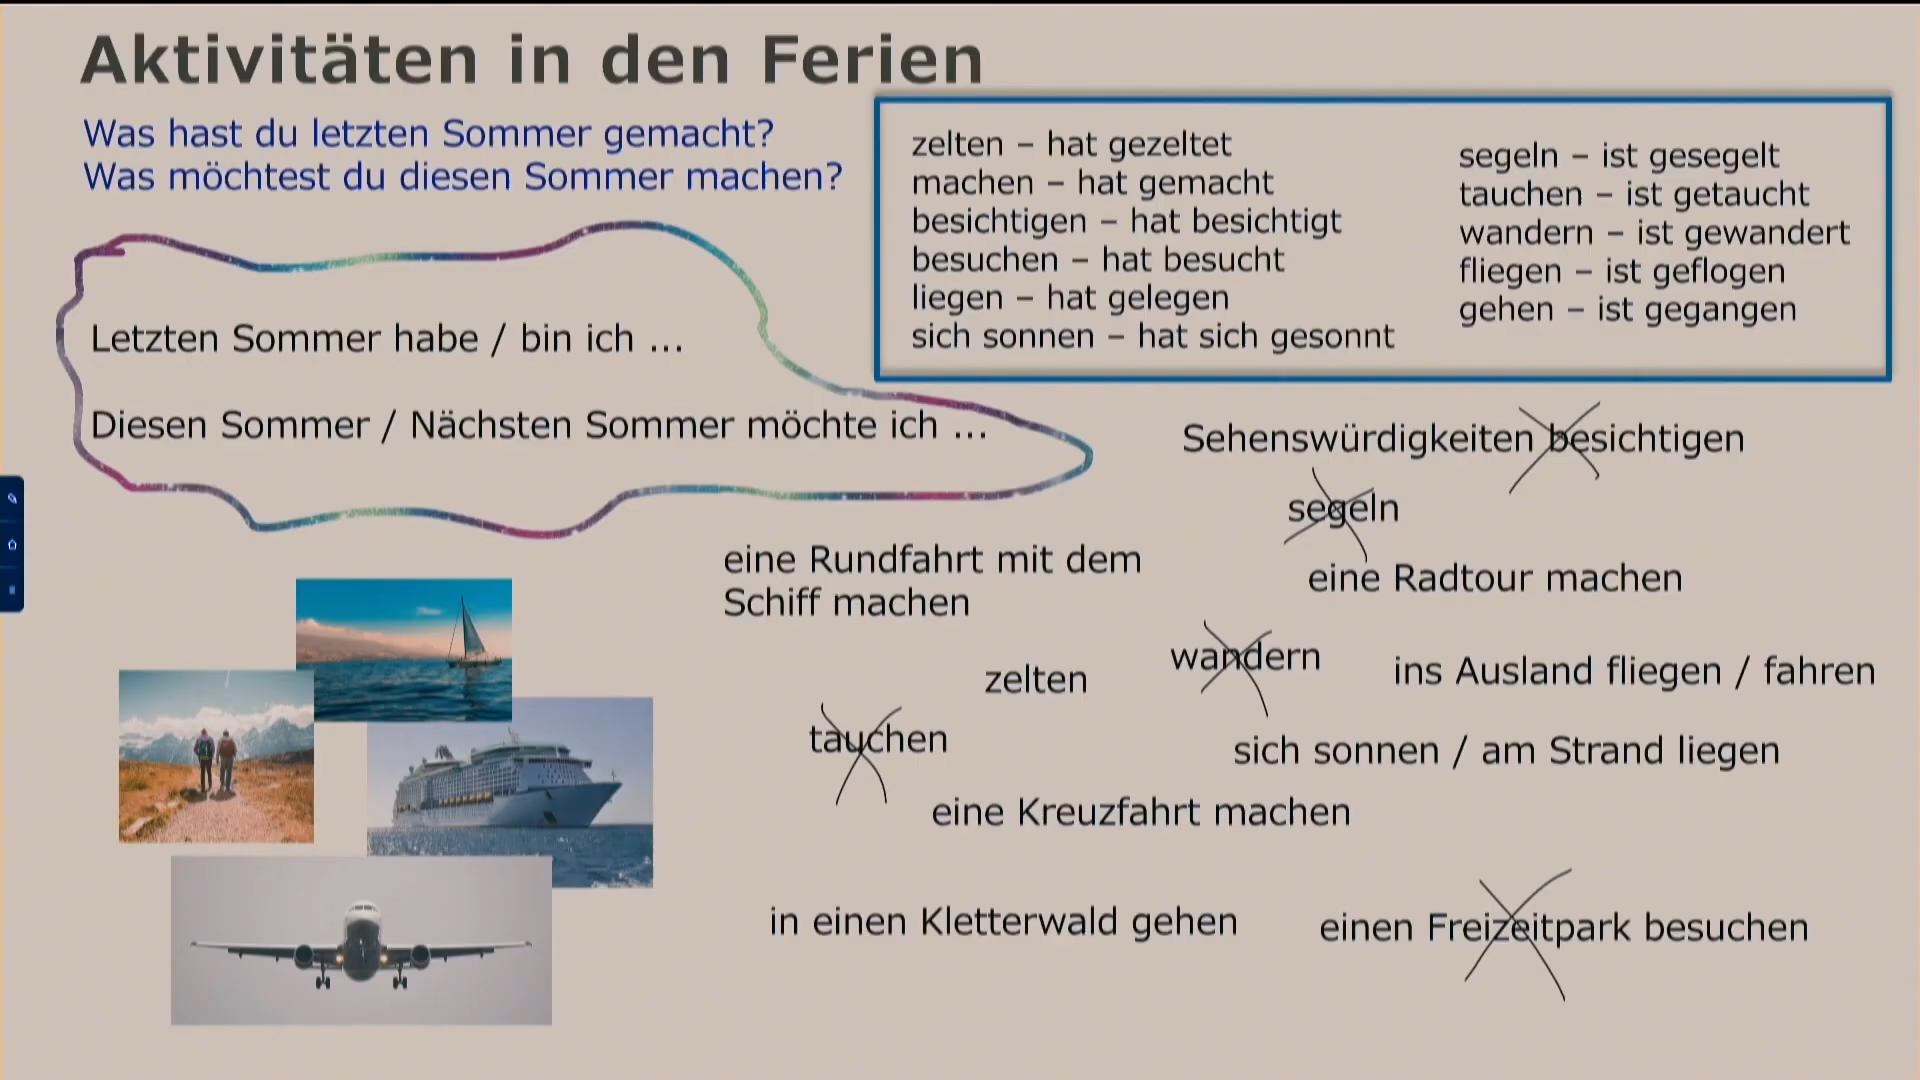 Aktivitäten in den Ferien
Was hast du letzten Sommer gemacht?
Was möchtest du diesen Sommer machen?
zelten – hat gezeltet
machen – hat gemacht
besichtigen – hat besichtigt
besuchen – hat besucht
liegen – hat gelegen
sich sonnen – hat sich gesonnt
segeln – ist gesegelt
tauchen – ist getaucht
wandern – ist gewandert
fliegen – ist geflogen
gehen – ist gegangen
Letzten Sommer habe / bin ich ...
Diesen Sommer / Nächsten Sommer möchte ich ...
Sehenswürdigkeiten besichtigen
segeln
eine Rundfahrt mit dem
Schiff machen
eine Radtour machen
wandern
ins Ausland fliegen / fahren
zelten
tauchen
sich sonnen / am Strand liegen
eine Kreuzfahrt machen
in einen Kletterwald gehen
einen Freizeitpark besuchen